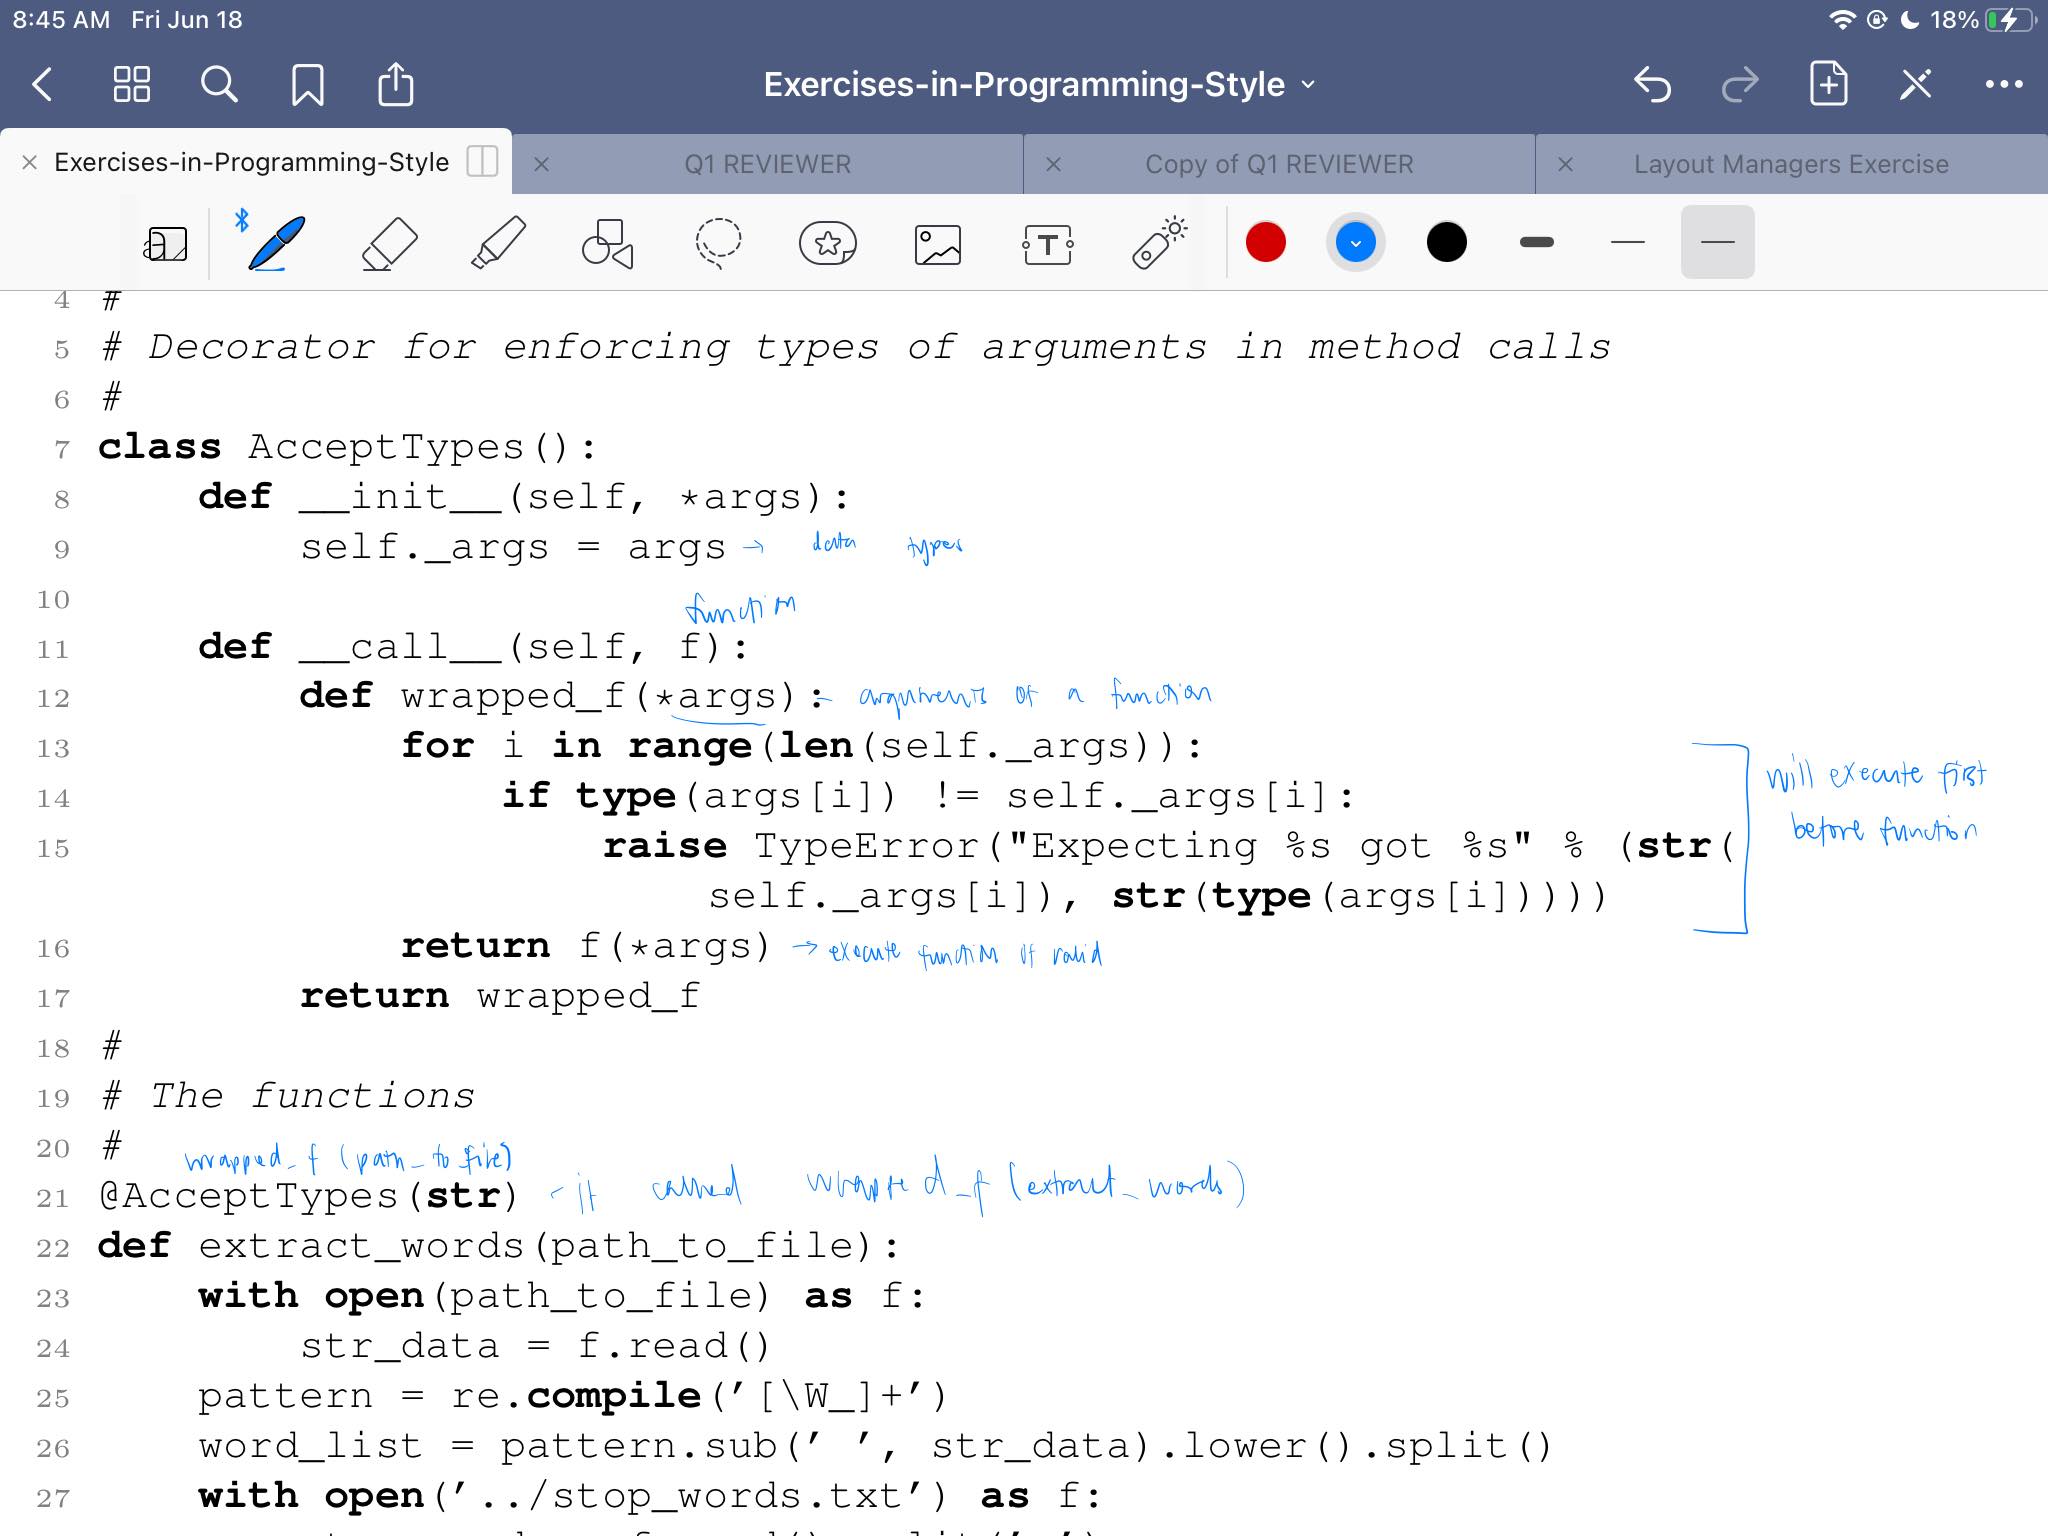 8:45 AM Fri Jun 18
18%
Exercises-in-Programming-Style
Exercises-in-Programming-Style
Q1 REVIEWER
Copy of Q1 REVIEWER
Layout Managers Exercise
4 #
5 # Decorator for enforcing types of arguments in method calls
6 #
7 class AcceptTypes():
8 def __init__(self, *args):
9 self._args = args → data types
10
function
11 def __call__(self, f):
12 def wrapped_f(*args): - arguments of a function
13 for i in range(len(self._args)):
14 if type(args[i]) != self._args[i]:
15 raise TypeError("Expecting %s got %s" % (str(
self._args[i]), str(type(args[i]))))
will execute first
before function
16 return f(*args) → execute function if valid
17 return wrapped_f
18 #
19 # The functions
20 #
wrapped_f (path_to file)
21 @AcceptTypes(str) - it called wrapped_f (extract_words)
22 def extract_words(path_to_file):
23 with open(path_to_file) as f:
24 str_data = f.read()
25 pattern = re.compile('[\W_]+')
26 word_list = pattern.sub(' ', str_data).lower().split()
27 with open('../stop_words.txt') as f: